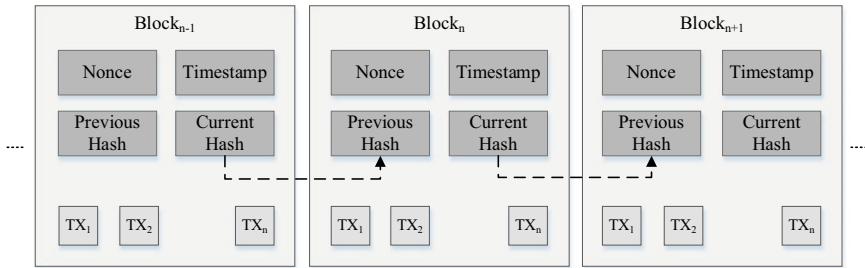 Block_{n-1} Block_n Block_{n+1}
Nonce Timestamp Nonce Timestamp Nonce Timestamp
Previous Hash Current Hash Previous Hash Current Hash Previous Hash Current Hash
.... ....
TX_1 TX_2 TX_n TX_1 TX_2 TX_n TX_1 TX_2 TX_n